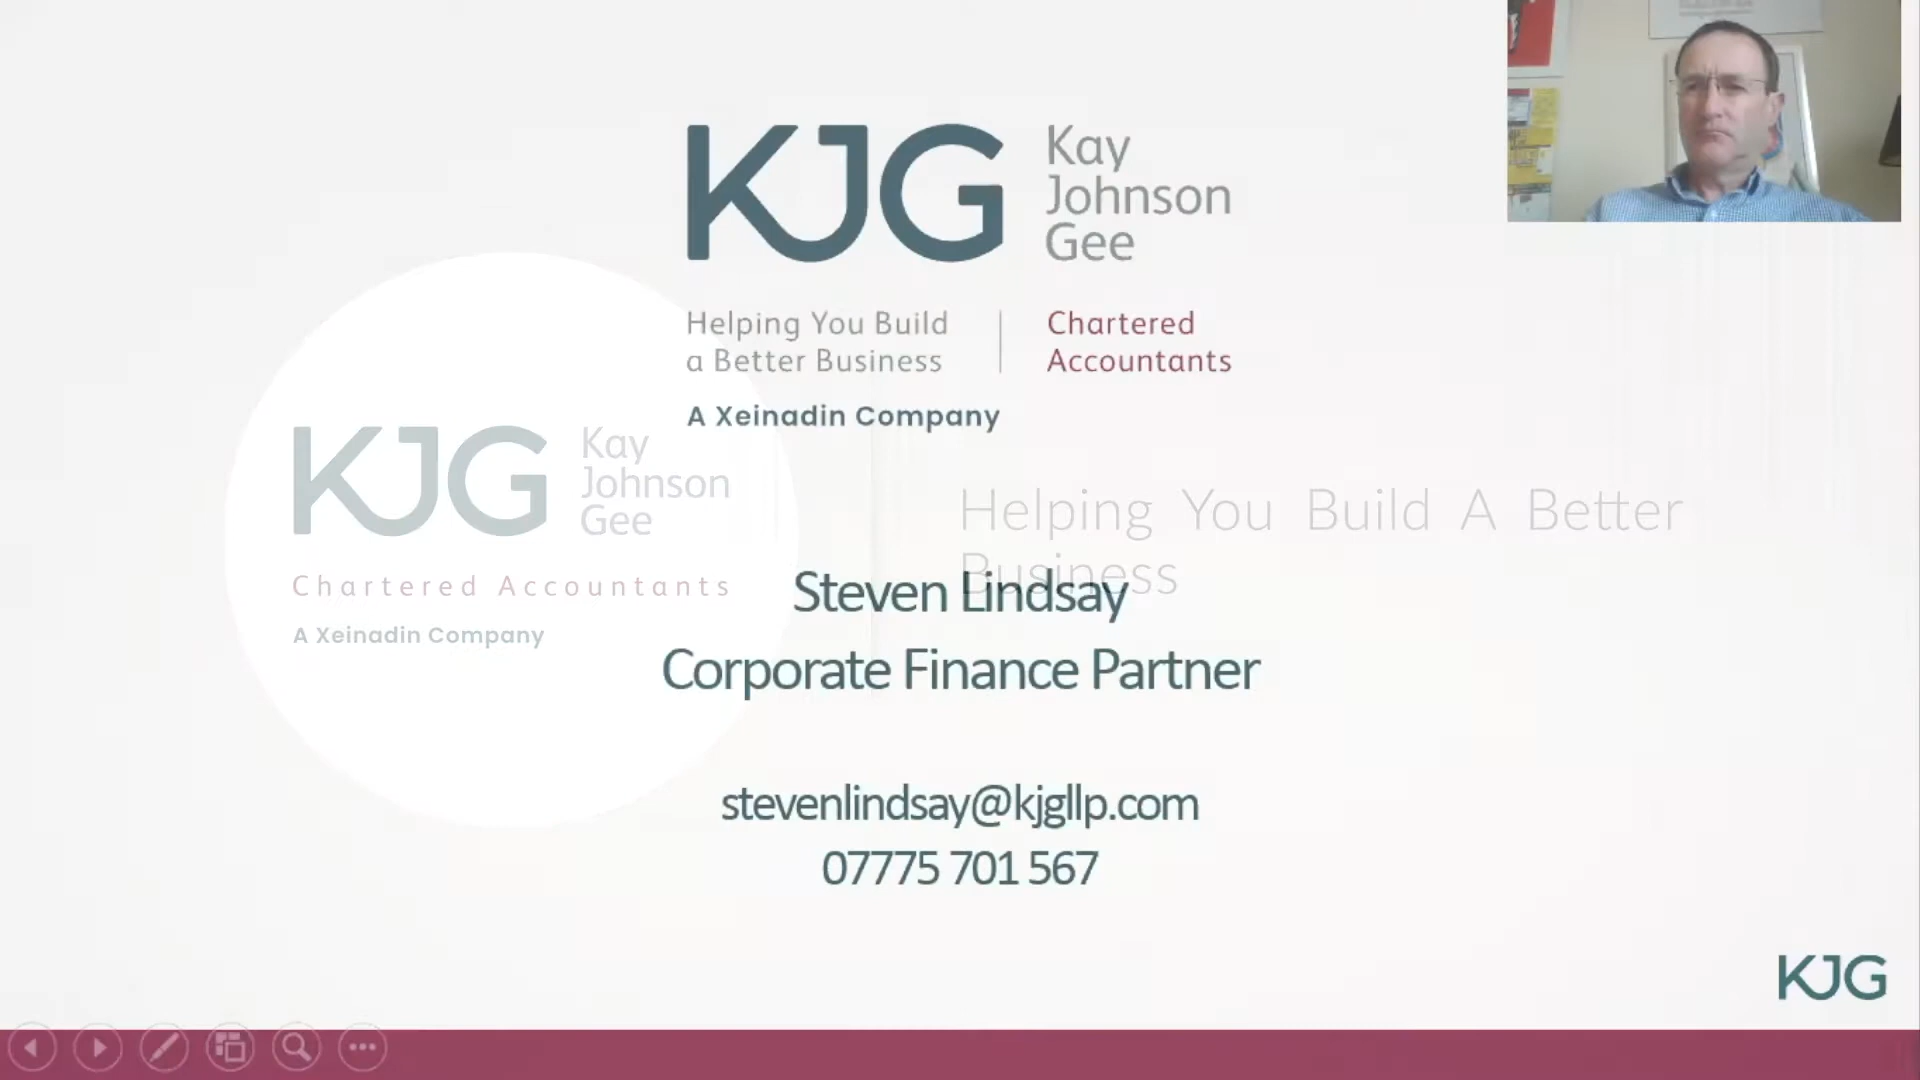 KJG
Kay
Johnson
Gee
Helping You Build
a Better Business
Chartered
Accountants
A Xeinadin Company
KJG
Kay
Johnson
Gee
Chartered Accountants
A Xeinadin Company
Helping You Build A Better
Business
Steven Lindsay
Corporate Finance Partner
stevenlindsay@kjgllp.com
07775 701 567
KJG